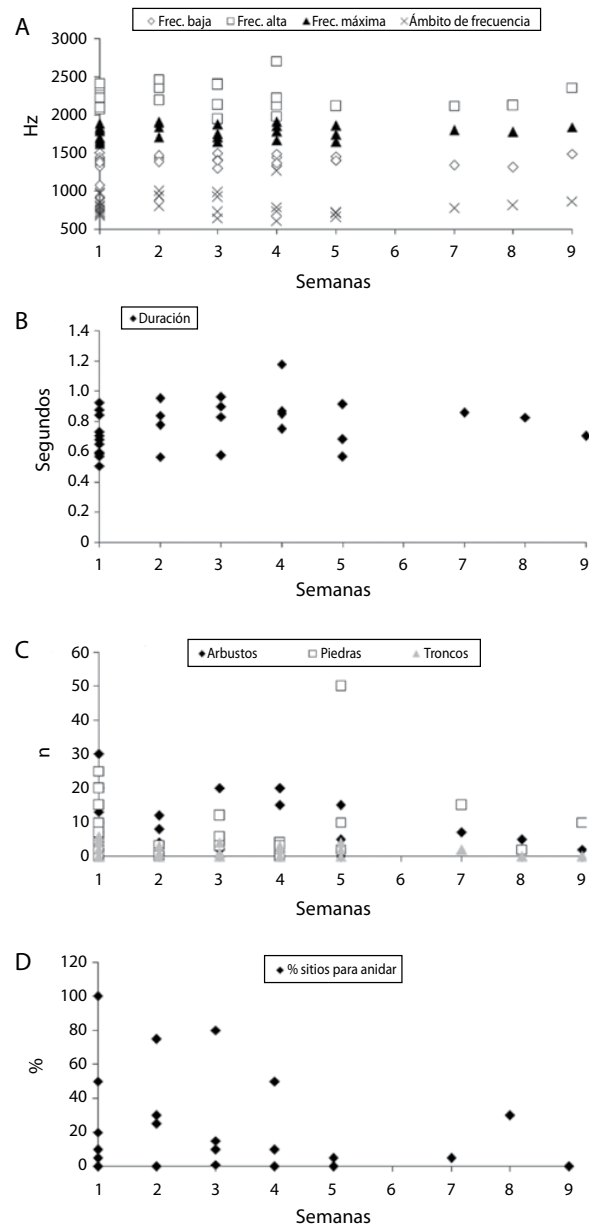 A
◇ Frec. baja □ Frec. alta ▲ Frec. máxima × Ámbito de frecuencia
3000
2500
2000
1500
1000
500
Hz
1 2 3 4 5 6 7 8 9
Semanas
B
◆ Duración
1.4
1.2
1.0
0.8
0.6
0.4
0.2
0
Segundos
1 2 3 4 5 6 7 8 9
Semanas
C
◆ Arbustos □ Piedras ▲ Troncos
60
50
40
30
20
10
0
n
1 2 3 4 5 6 7 8 9
Semanas
D
◆ % sitios para anidar
120
100
80
60
40
20
0
%
1 2 3 4 5 6 7 8 9
Semanas